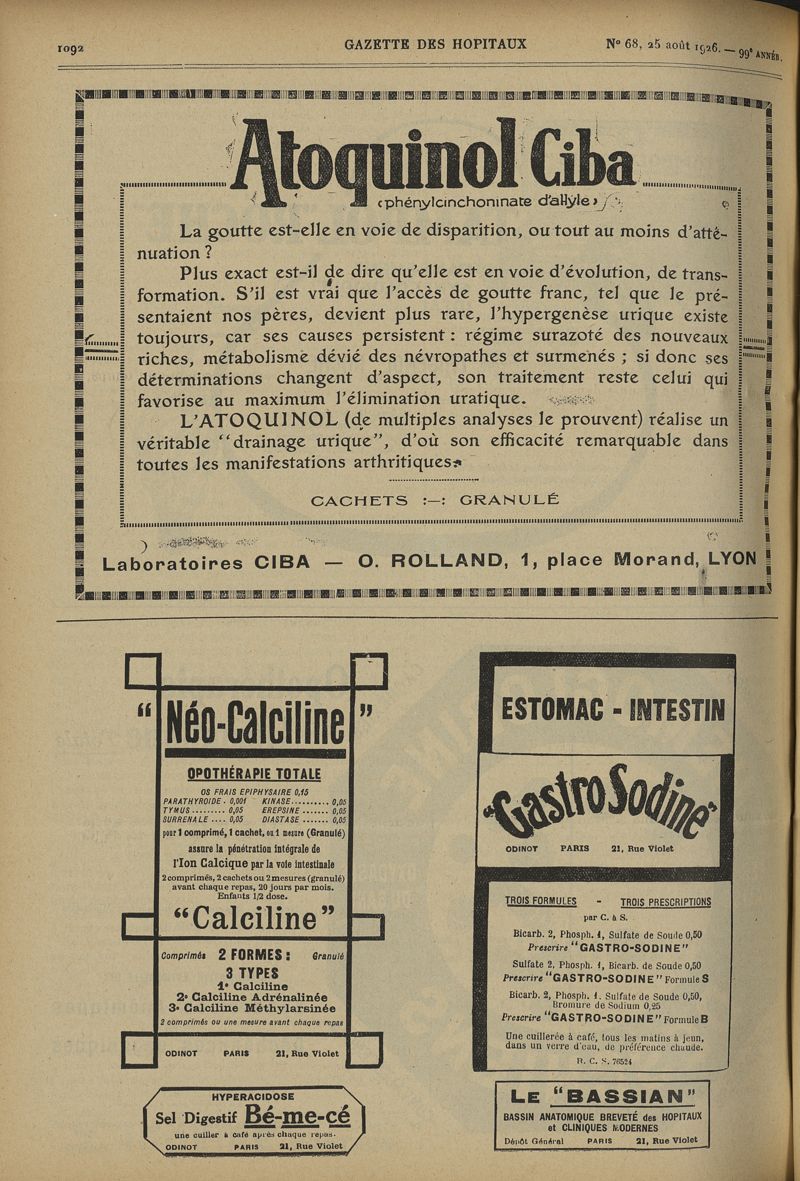 1092
GAZETTE DES HOPITAUX
N° 68, 25 août 1926. — 99e ANNÉE.
Atoquinol Ciba
(phénylcinchoninate d'allyle)
La goutte est-elle en voie de disparition, ou tout au moins d'atté-
nuation ?
Plus exact est-il de dire qu'elle est en voie d'évolution, de trans-
formation. S'il est vrai que l'accès de goutte franc, tel que le pré-
sentaient nos pères, devient plus rare, l'hypergenèse urique existe
toujours, car ses causes persistent : régime surazoté des nouveaux
riches, métabolisme dévié des névropathes et surmenés ; si donc ses
déterminations changent d'aspect, son traitement reste celui qui
favorise au maximum l'élimination uratique.
L'ATOQUINOL (de multiples analyses le prouvent) réalise un
véritable "drainage urique", d'où son efficacité remarquable dans
toutes les manifestations arthritiques.
CACHETS :—: GRANULÉ
Laboratoires CIBA — O. ROLLAND, 1, place Morand, LYON
"Néo-Calciline"
OPOTHÉRAPIE TOTALE
OS FRAIS EPIPHYSAIRE 0,15
PARATHYROIDE . 0,001 KINASE.......... 0,05
TYMUS ......... 0,05 EREPSINE ....... 0,05
SURRENALE .... 0,05 DIASTASE ....... 0,05
pour 1 comprimé, 1 cachet, ou 1 mesure (Granulé)
assure la pénétration intégrale de
l'Ion Calcique par la voie intestinale
2 comprimés, 2 cachets ou 2 mesures (granulé)
avant chaque repas, 20 jours par mois.
Enfants 1/2 dose.
"Calciline"
Comprimés 2 FORMES : Granulé
3 TYPES
1° Calciline
2° Calciline Adrénalinée
3° Calciline Méthylarsinée
2 comprimés ou une mesure avant chaque repas
ODINOT PARIS 21, Rue Violet
HYPERACIDOSE
Sel Digestif Bé-me-cé
une cuiller à café après chaque repas.
ODINOT PARIS 21, Rue Violet
ESTOMAC - INTESTIN
"GastroSodine"
ODINOT PARIS 21, Rue Violet
TROIS FORMULES - TROIS PRESCRIPTIONS
par C. à S.
Bicarb. 2, Phosph. 1, Sulfate de Soude 0,50
Prescrire "GASTRO-SODINE"
Sulfate 2, Phosph. 1, Bicarb. de Soude 0,50
Prescrire "GASTRO-SODINE" Formule S
Bicarb. 2, Phosph. 1. Sulfate de Soude 0,50,
Bromure de Sodium 0,25
Prescrire "GASTRO-SODINE" Formule B
Une cuillerée à café, tous les matins à jeun,
dans un verre d'eau, de préférence chaude.
R. C. S. 76524
LE "BASSIAN"
BASSIN ANATOMIQUE BREVETÉ des HOPITAUX
et CLINIQUES MODERNES
Dépôt Général PARIS 21, Rue Violet